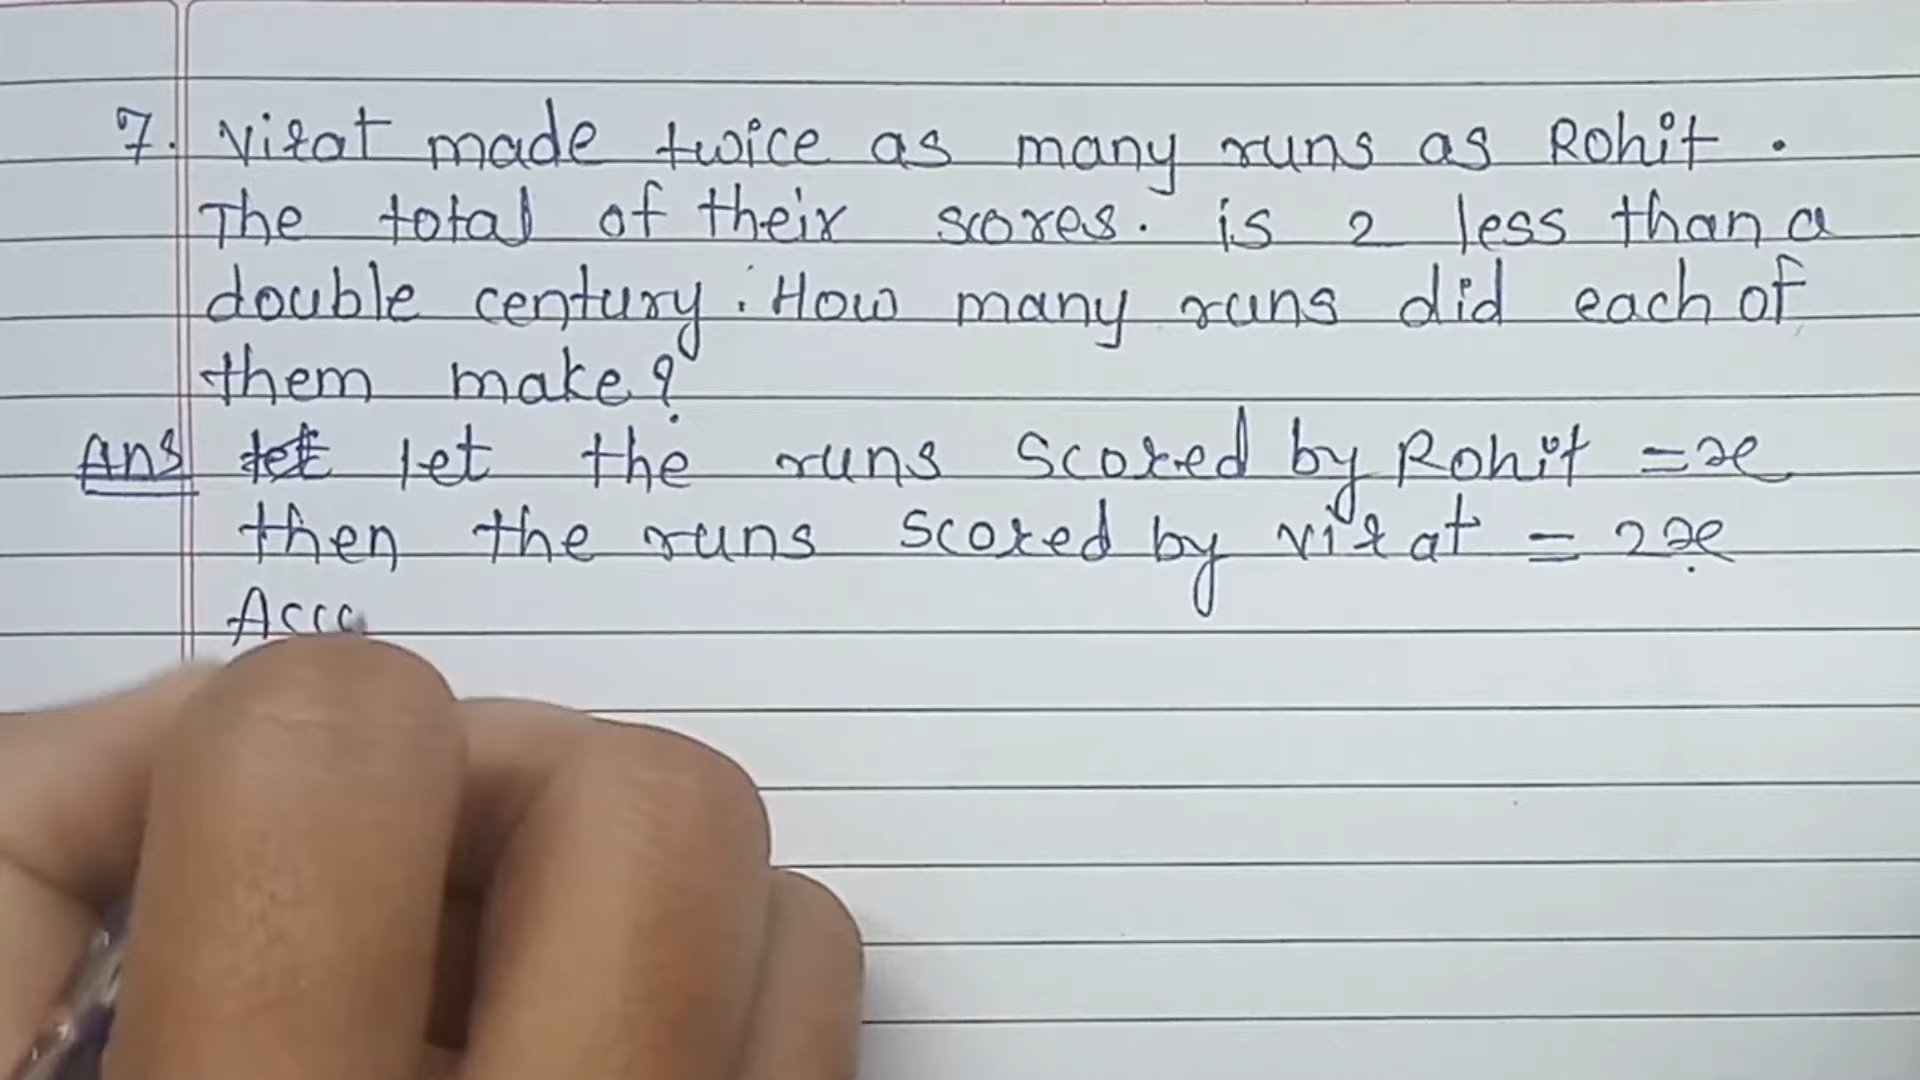 7. Virat made twice as many runs as Rohit.
The total of their scores. is 2 less than a
double century. How many runs did each of
them make?
Ans let let the runs scored by Rohit = x
then the runs scored by virat = 2x
Acco